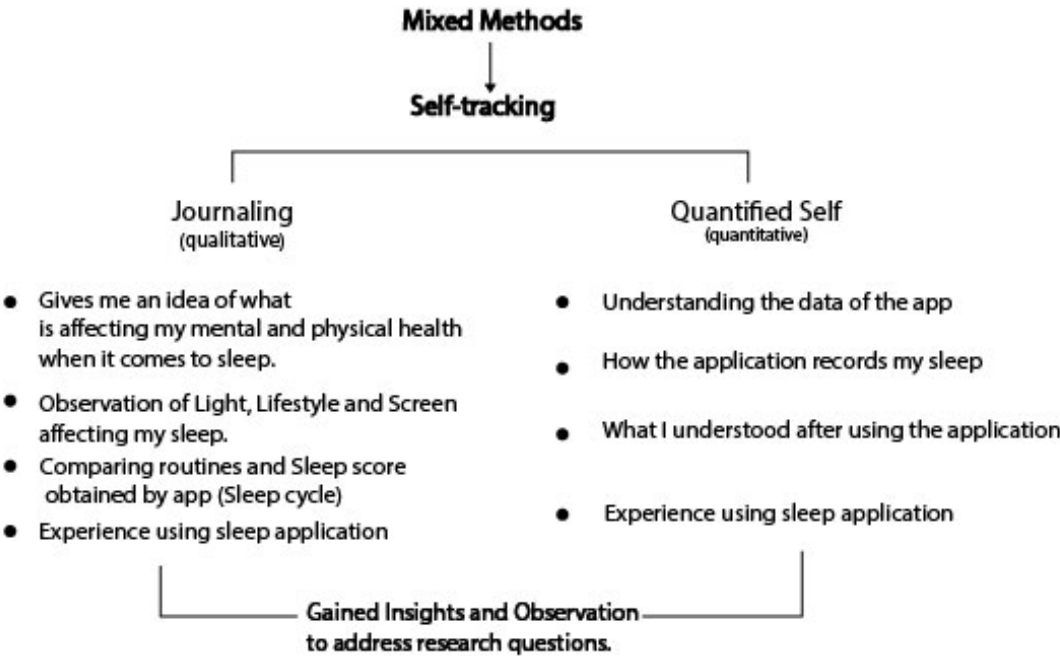 Mixed Methods
Self-tracking
Journaling
(qualitative)
● Gives me an idea of what
is affecting my mental and physical health
when it comes to sleep.
● Observation of Light, Lifestyle and Screen
affecting my sleep.
● Comparing routines and Sleep score
obtained by app (Sleep cycle)
● Experience using sleep application
Quantified Self
(quantitative)
● Understanding the data of the app
● How the application records my sleep
● What I understood after using the application
● Experience using sleep application
Gained Insights and Observation
to address research questions.